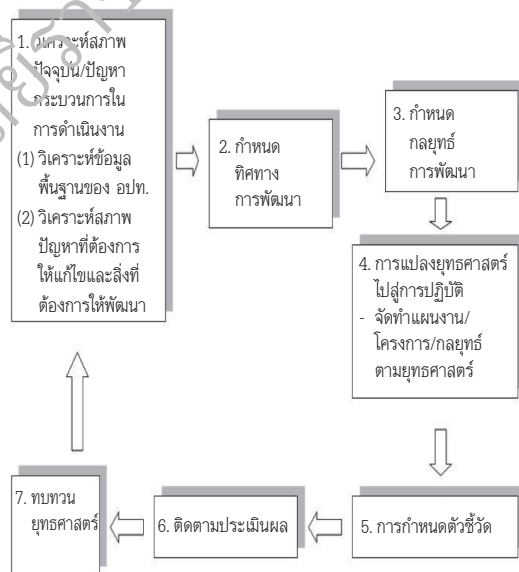 1. วิเคราะห์สภาพ
ปัจจุบัน/ปัญหา
กระบวนการใน
การดำเนินงาน
(1) วิเคราะห์ข้อมูล
พื้นฐานของ อปท.
(2) วิเคราะห์สภาพ
ปัญหาที่ต้องการ
ให้แก้ไขและสิ่งที่
ต้องการให้พัฒนา
2. กำหนด
ทิศทาง
การพัฒนา
3. กำหนด
กลยุทธ์
การพัฒนา
4. การแปลงยุทธศาสตร์
ไปสู่การปฏิบัติ
- จัดทำแผนงาน/
โครงการ/กลยุทธ์
ตามยุทธศาสตร์
5. การกำหนดตัวชี้วัด
6. ติดตามประเมินผล
7. ทบทวน
ยุทธศาสตร์